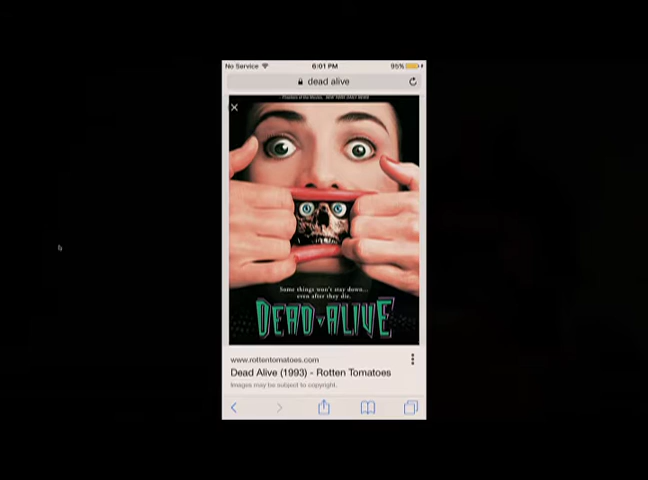 No Service
6:01 PM
95%
dead alive
Some things won't stay down...
even after they die.
DEAD ALIVE
www.rottentomatoes.com
Dead Alive (1993) - Rotten Tomatoes
Images may be subject to copyright.